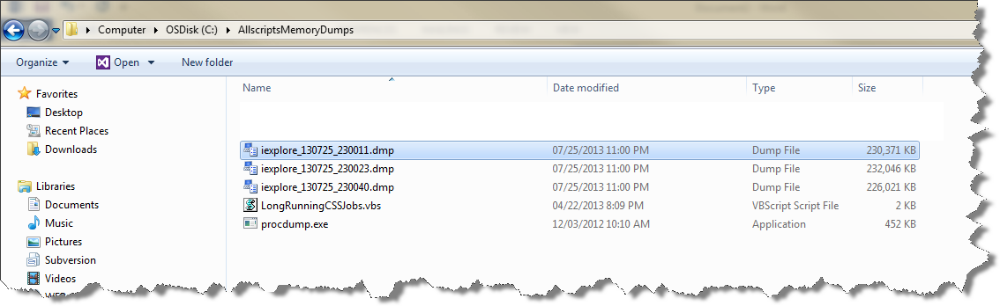 Computer OSDisk (C:) AllscriptsMemoryDumps
Organize Open New folder
Favorites
Desktop
Recent Places
Downloads
Libraries
Documents
Music
Pictures
Subversion
Videos
Name Date modified Type Size
iexplore_130725_230011.dmp 07/25/2013 11:00 PM Dump File 230,371 KB
iexplore_130725_230023.dmp 07/25/2013 11:00 PM Dump File 232,046 KB
iexplore_130725_230040.dmp 07/25/2013 11:00 PM Dump File 226,021 KB
LongRunningCSSJobs.vbs 04/22/2013 8:09 PM VBScript Script File 2 KB
procdump.exe 12/03/2012 10:10 AM Application 452 KB